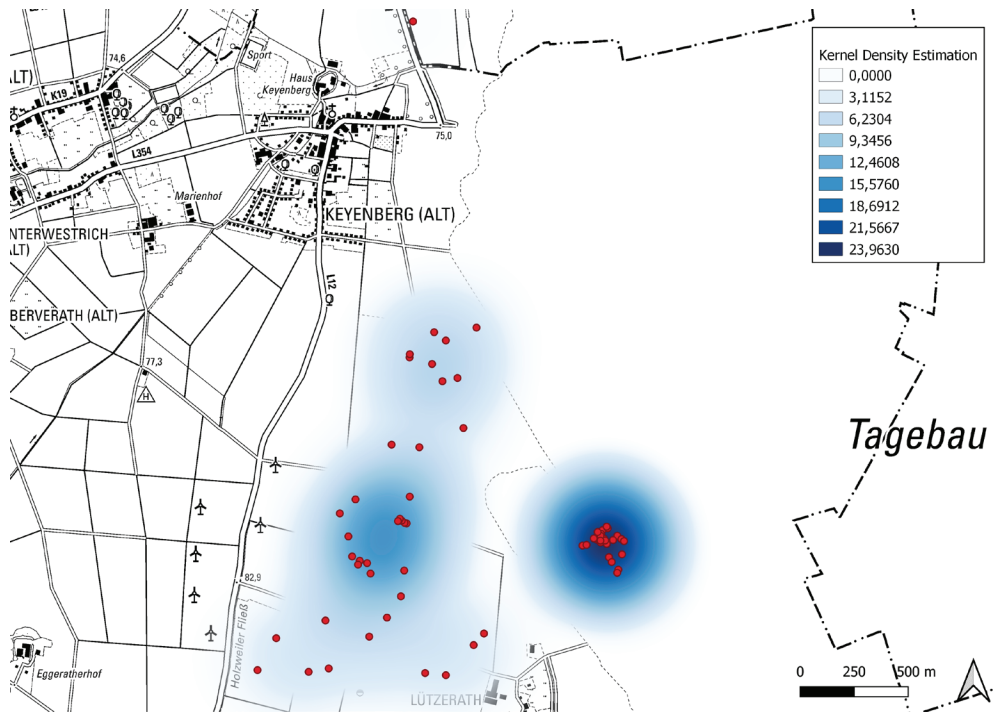 74,6
Sport
ALT)
Haus
Keyenberg
K19
75,0
L354
Marienhof
KEYENBERG (ALT)
NTERWESTRICH
LT)
L12
BERVERATH (ALT)
77,3
H
82,9
Holzweiler Fließ
Eggeratherhof
LÜTZERATH
Tagebau
Kernel Density Estimation
0,0000
3,1152
6,2304
9,3456
12,4608
15,5760
18,6912
21,5667
23,9630
0 250 500 m